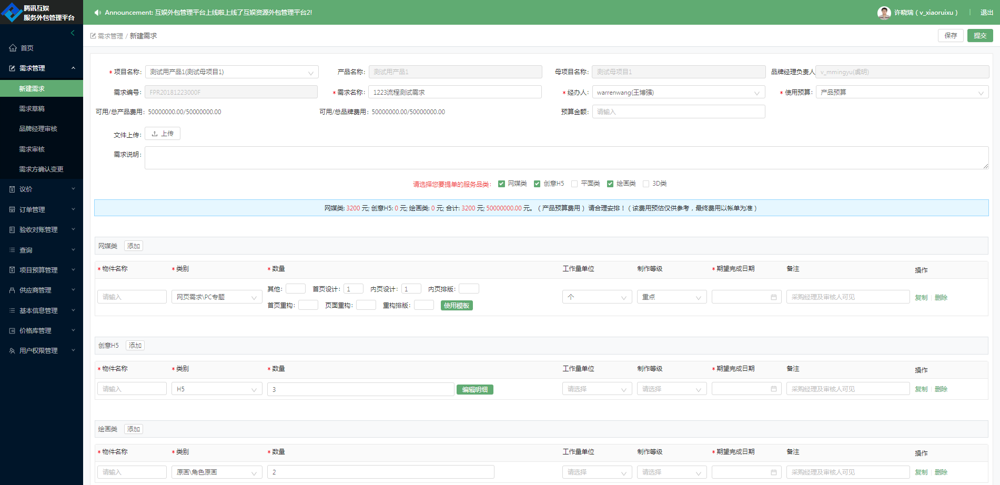 腾讯互娱
服务外包管理平台
Announcement: 互娱外包管理平台上线啦上线了互娱资源外包管理平台2!
许晓瑞 ( v_xiaoruixu )
退出
首页
需求管理
新建需求
需求草稿
品牌经理审核
需求审核
需求方确认变更
议价
订单管理
验收对账管理
查询
项目预算管理
供应商管理
基本信息管理
价格库管理
用户权限管理
需求管理 / 新建需求
保存 提交
* 项目名称: 测试用产品1(测试母项目1) 产品名称: 测试用产品1 母项目名称: 测试母项目1 品牌经理负责人 v_mmingyu(虞明)
需求编号: FPR20181223000F * 需求名称: 1223流程测试需求 * 经办人: warrenwang(王博强) * 使用预算: 产品预算
可用/总产品费用: 50000000.00/50000000.00 可用/总品牌费用: 50000000.00/50000000.00 预算金额: 请输入
文件上传: 上传
需求说明:
请选择您要提单的服务品类: 网媒类 创意H5 平面类 绘画类 3D类
网媒类: 3200 元; 创意H5: 0 元; 绘画类: 0 元; 合计: 3200 元; 50000000.00 元。 ( 产品预算费用 ) 请合理安排！( 该费用预估仅供参考，最终费用以帐单为准 )
网媒类 添加
* 物件名称 * 类别 * 数量 工作量单位 制作等级 * 期望完成日期 备注 操作
请输入 网页需求\PC专题 其他: 首页设计: 1 内页设计: 1 内页排版: 个 重点 采购经理及审核人可见 复制 删除
首页重构: 页面重构: 重构排版: 使用模板
创意H5 添加
* 物件名称 * 类别 * 数量 工作量单位 制作等级 * 期望完成日期 备注 操作
请输入 H5 3 编辑明细 请选择 请选择 采购经理及审核人可见 复制 删除
绘画类 添加
* 物件名称 * 类别 * 数量 工作量单位 制作等级 * 期望完成日期 备注 操作
请输入 原画\角色原画 2 请选择 请选择 采购经理及审核人可见 复制 删除